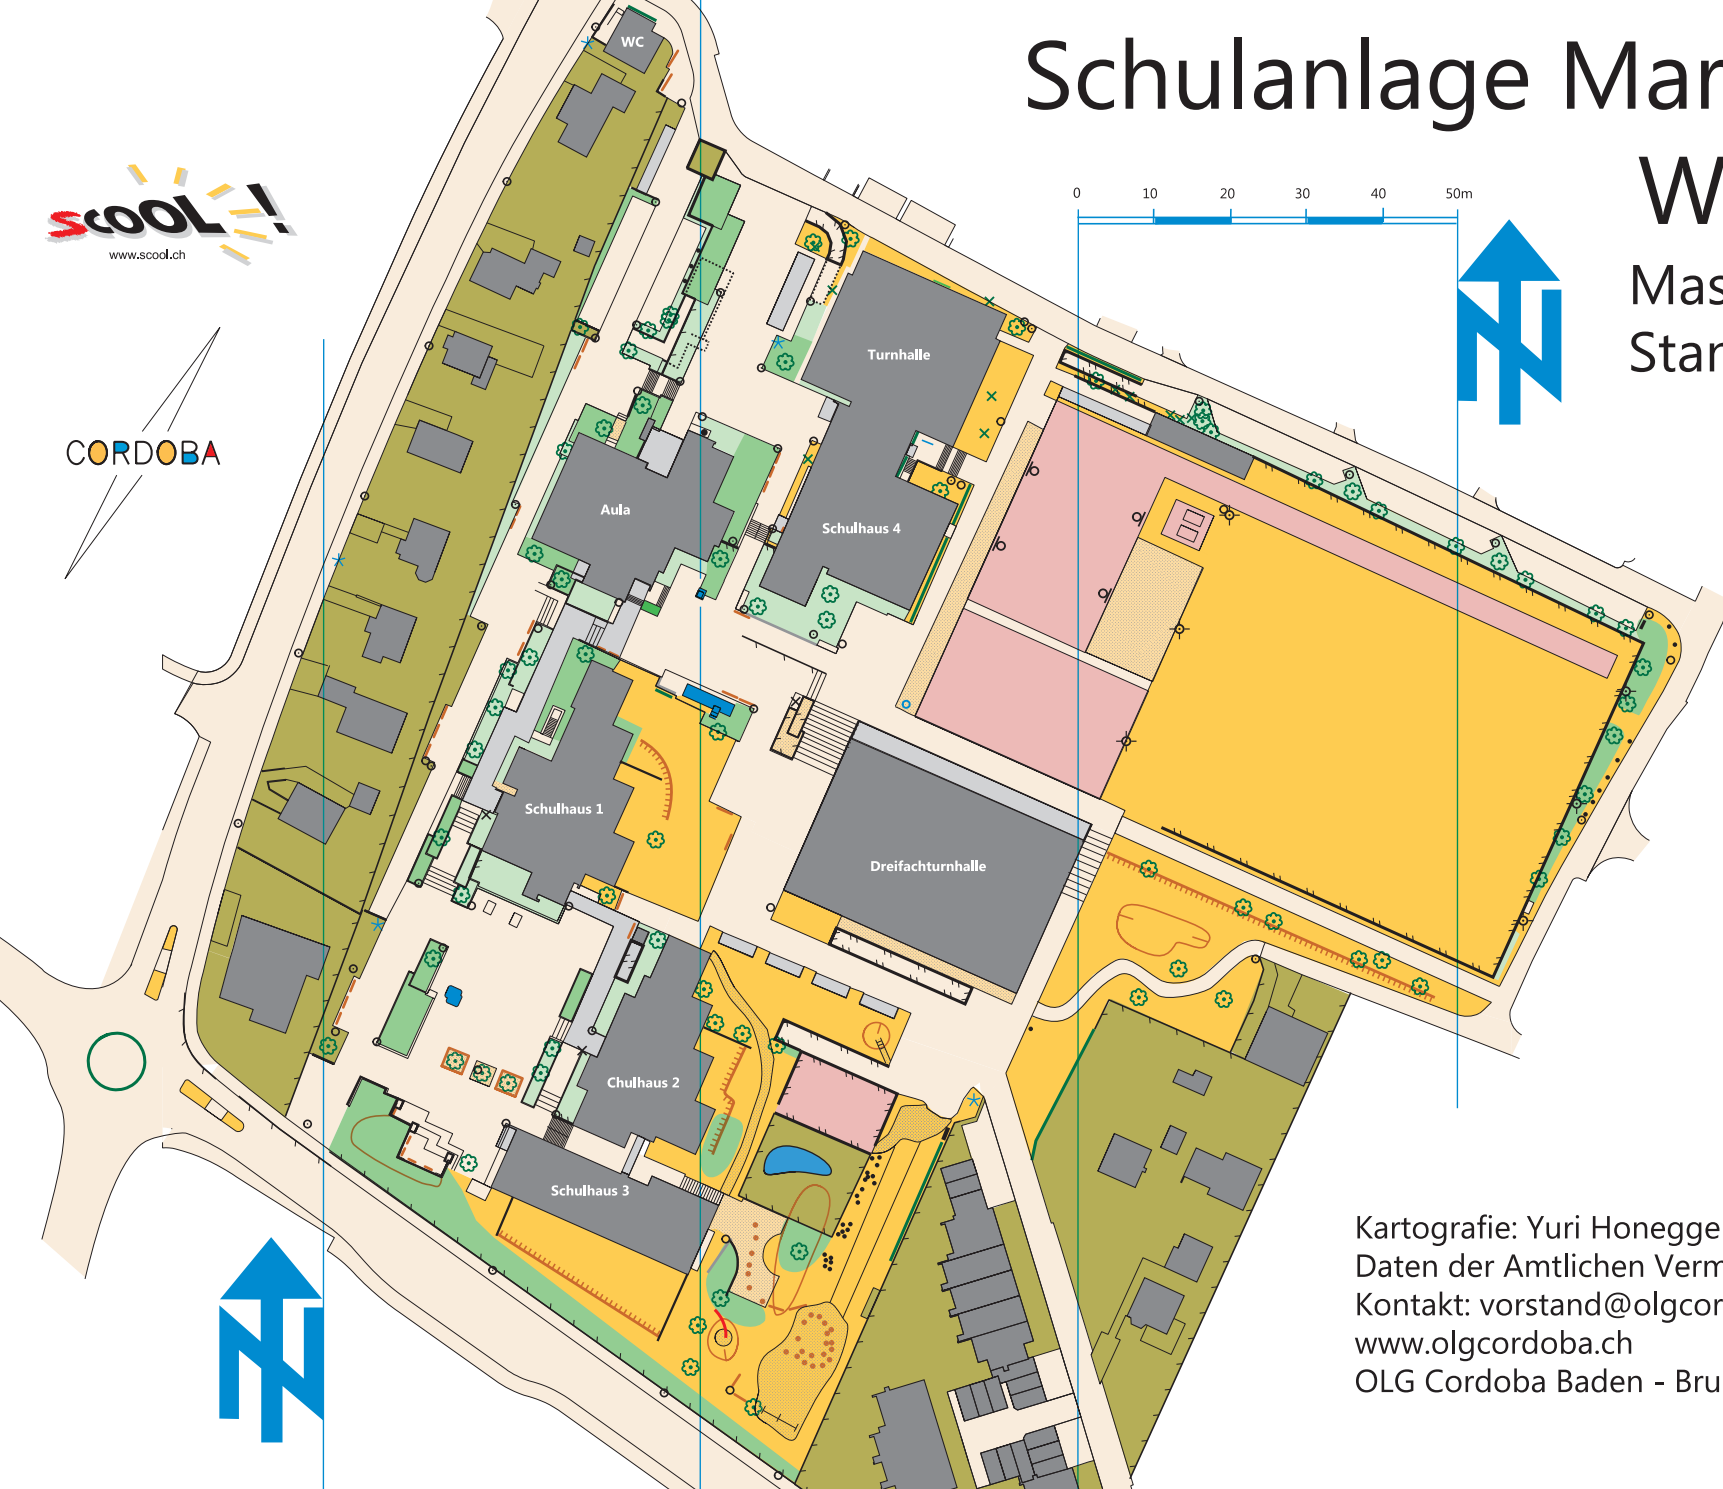 Schulanlage Mar
W
Mas
Star
scool!
www.scool.ch
CORDOBA
0 10 20 30 40 50m
WC
Turnhalle
Aula
Schulhaus 4
Schulhaus 1
Dreifachturnhalle
Chulhaus 2
Schulhaus 3
Kartografie: Yuri Honegge
Daten der Amtlichen Verm
Kontakt: vorstand@olgcor
www.olgcordoba.ch
OLG Cordoba Baden - Bru